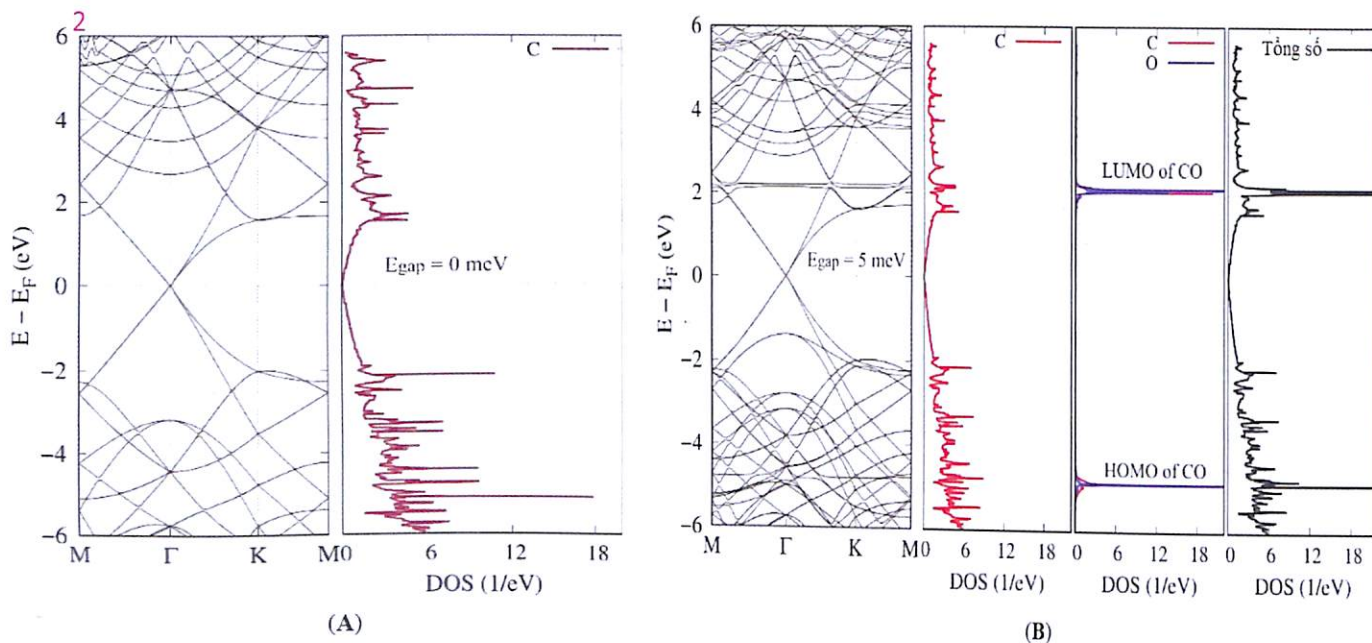 2
6
4
2
0
−2
−4
−6
E − E_F (eV)
M Γ K M
C
Egap = 0 meV
0 6 12 18
DOS (1/eV)
(A)
6
4
2
0
−2
−4
−6
E − E_F (eV)
M Γ K M
Egap = 5 meV
C
0 6 12 18
DOS (1/eV)
C
O
LUMO of CO
HOMO of CO
0 6 12 18
DOS (1/eV)
Tổng số
0 6 12 18
DOS (1/eV)
(B)